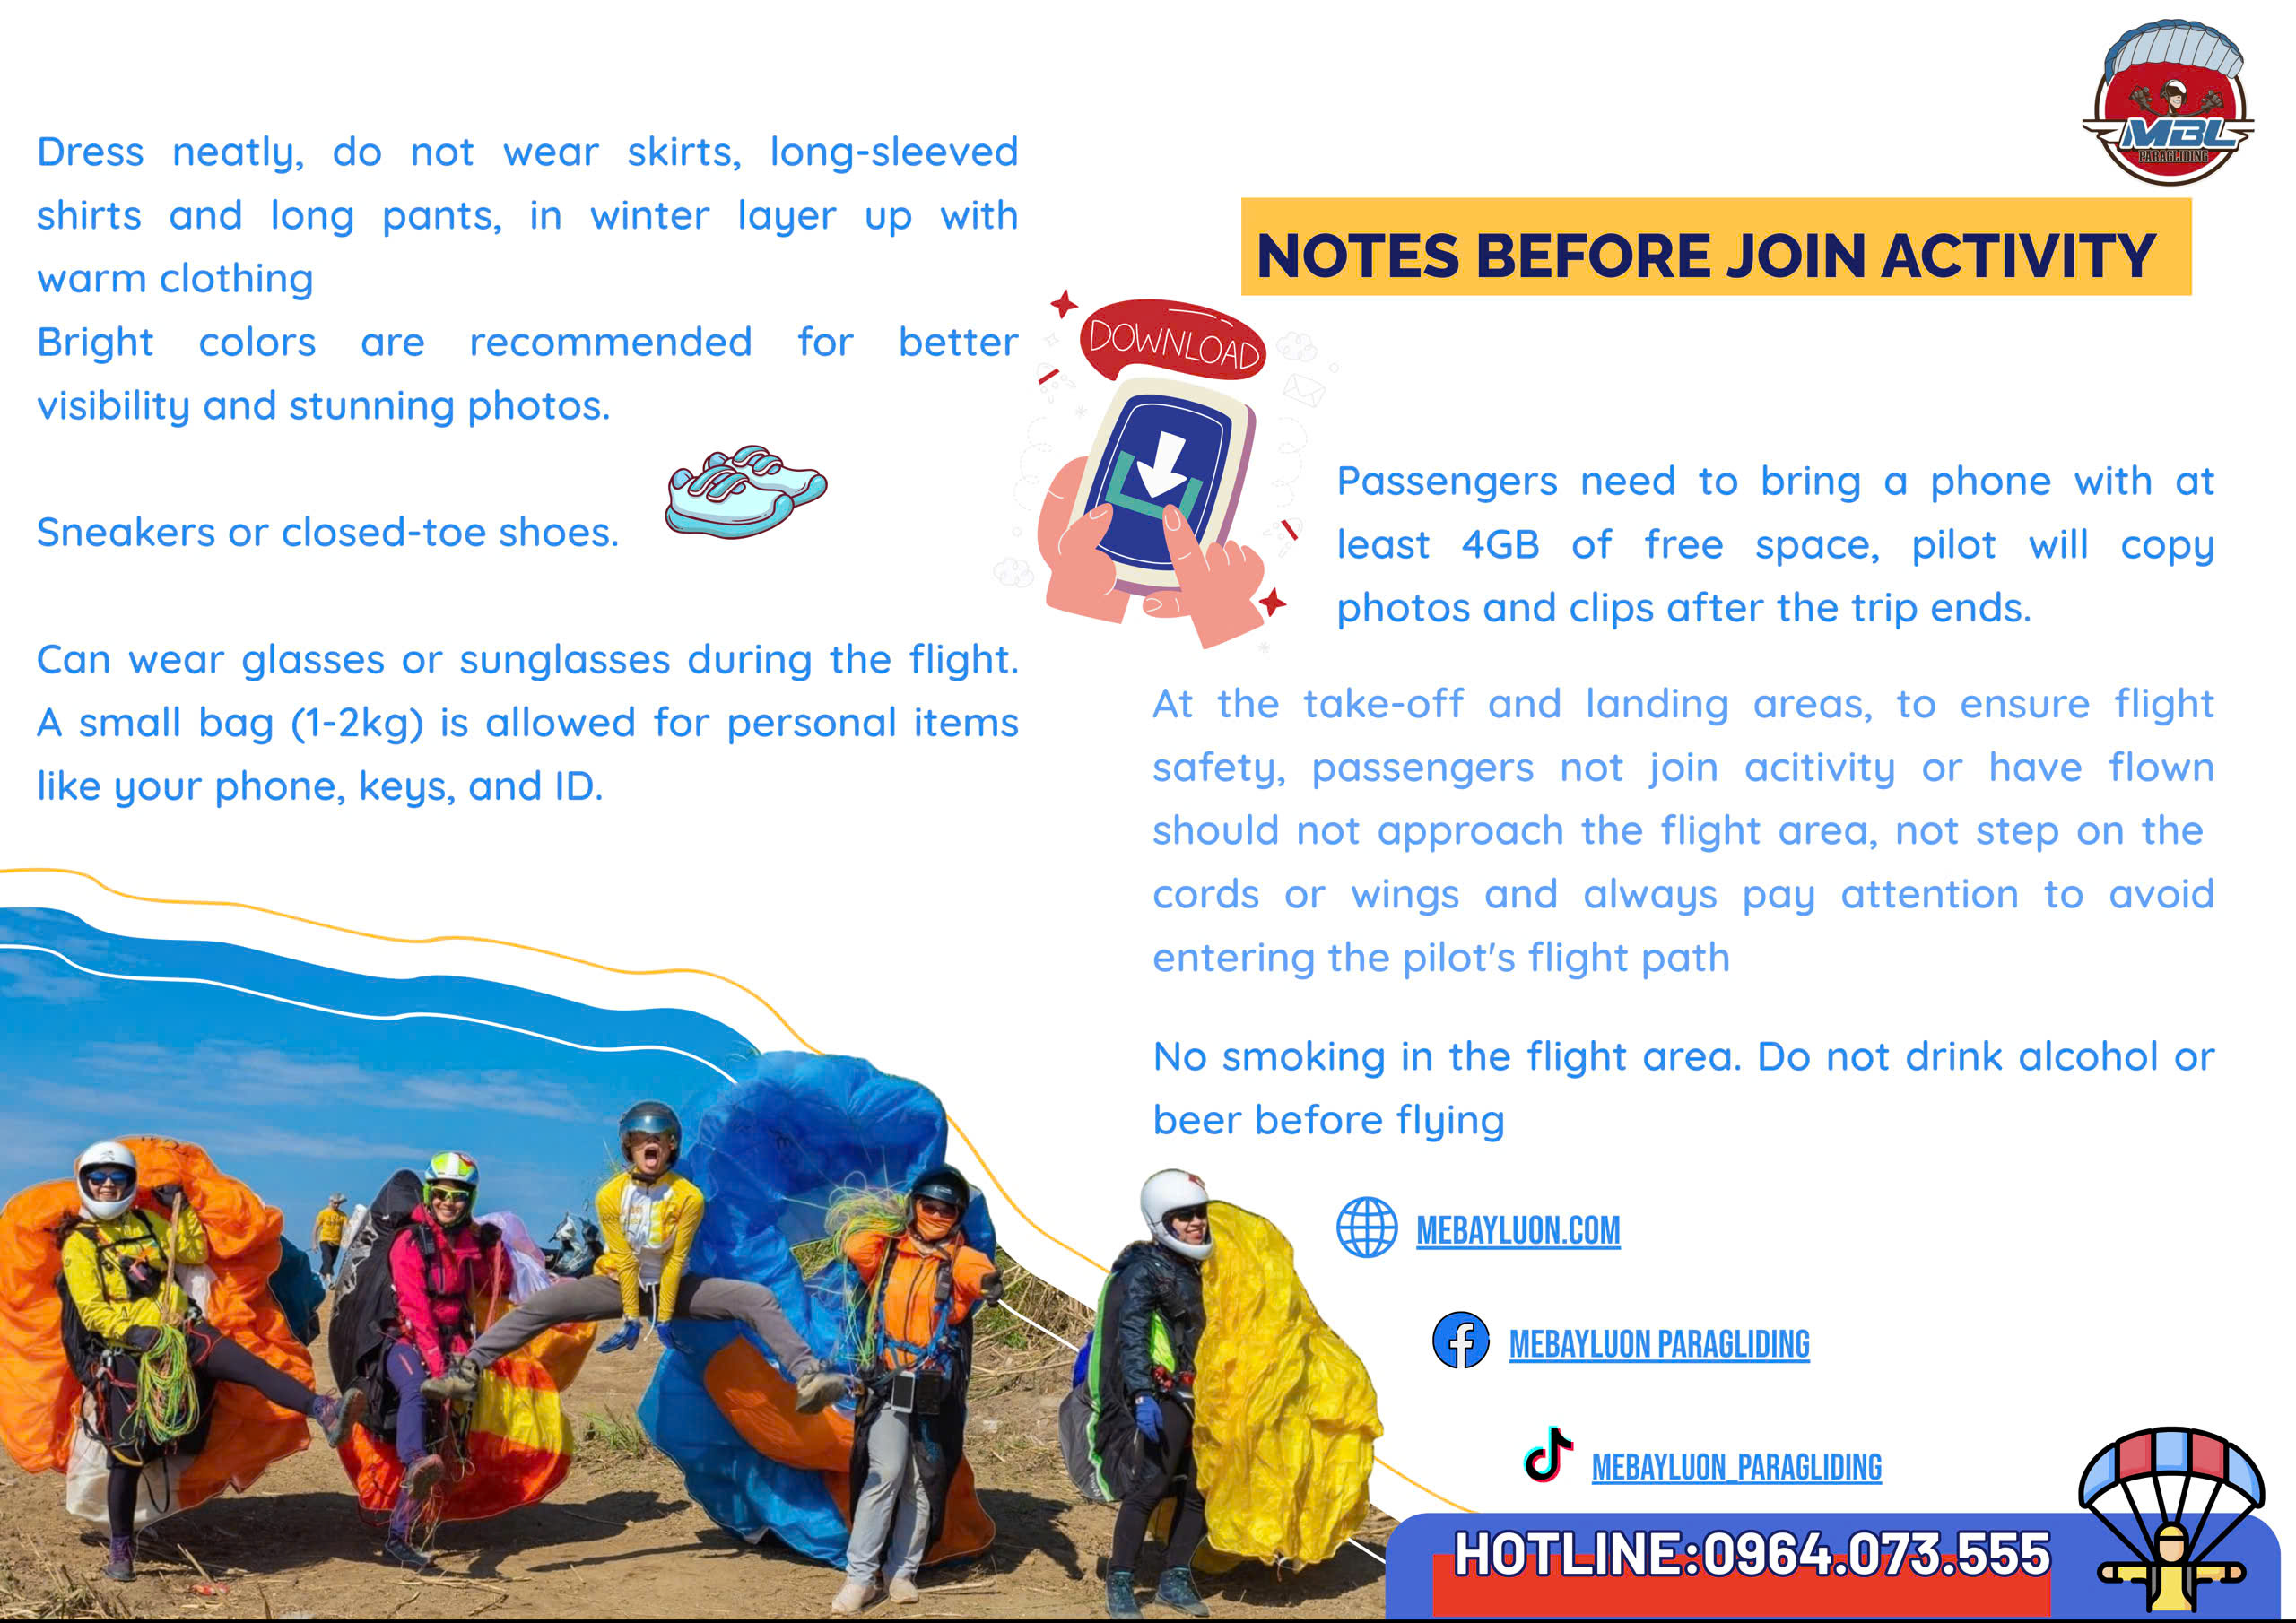 MBL
PARAGLIDING
NOTES BEFORE JOIN ACTIVITY
Dress neatly, do not wear skirts, long-sleeved
shirts and long pants, in winter layer up with
warm clothing
Bright colors are recommended for better
visibility and stunning photos.
Sneakers or closed-toe shoes.
Can wear glasses or sunglasses during the flight.
A small bag (1-2kg) is allowed for personal items
like your phone, keys, and ID.
DOWNLOAD
Passengers need to bring a phone with at
least 4GB of free space, pilot will copy
photos and clips after the trip ends.
At the take-off and landing areas, to ensure flight
safety, passengers not join acitivity or have flown
should not approach the flight area, not step on the
cords or wings and always pay attention to avoid
entering the pilot's flight path
No smoking in the flight area. Do not drink alcohol or
beer before flying
MEBAYLUON.COM
MEBAYLUON PARAGLIDING
MEBAYLUON_PARAGLIDING
HOTLINE:0964.073.555